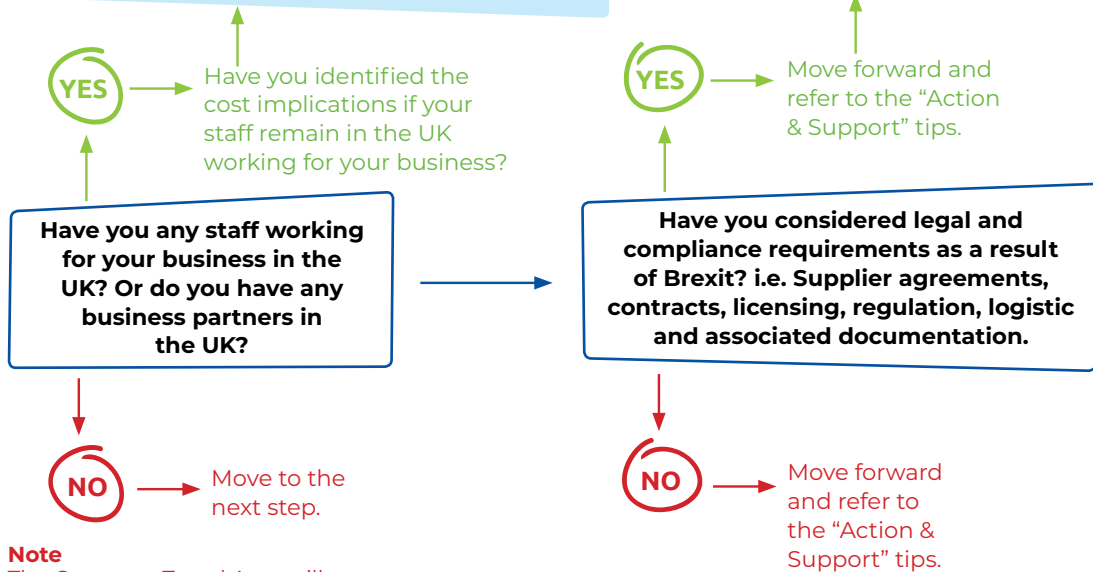 YES
Have you identified the
cost implications if your
staff remain in the UK
working for your business?
Have you any staff working
for your business in the
UK? Or do you have any
business partners in
the UK?
NO
Move to the
next step.
Note
YES
Move forward and
refer to the “Action
& Support” tips.
Have you considered legal and
compliance requirements as a result
of Brexit? i.e. Supplier agreements,
contracts, licensing, regulation, logistic
and associated documentation.
NO
Move forward
and refer to
the “Action &
Support” tips.